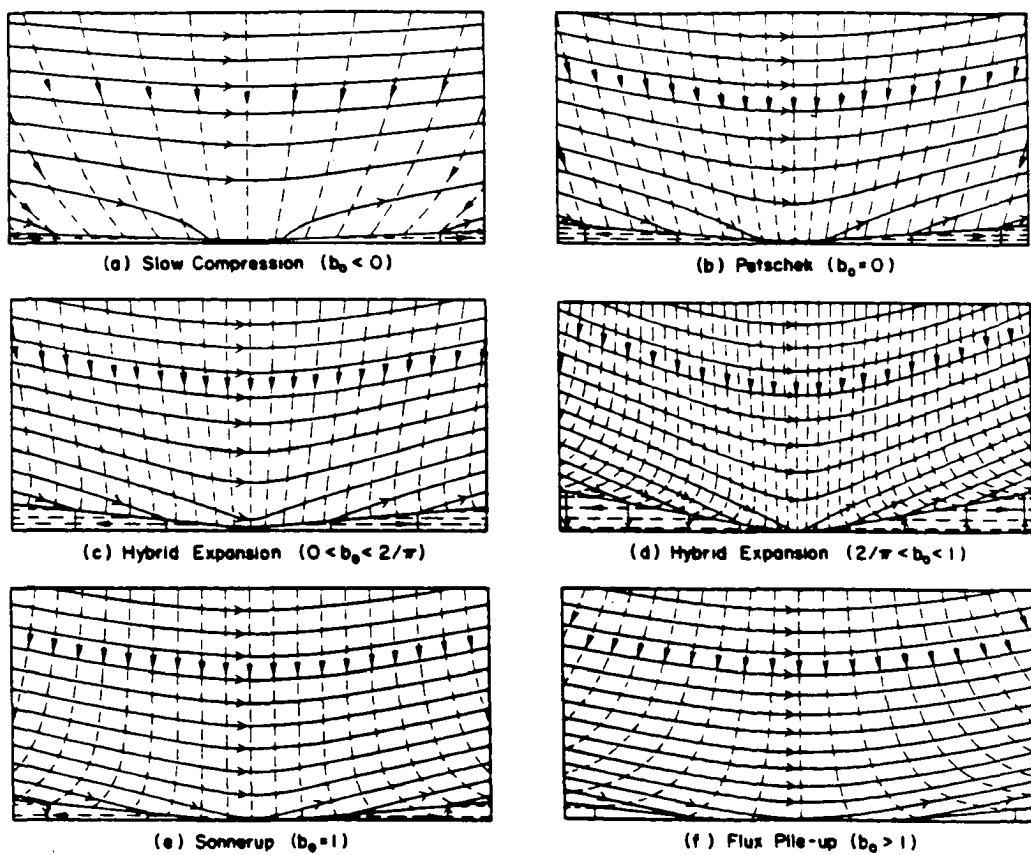 (a) Slow Compression (b₀ < 0)
(b) Petschek (b₀ = 0)
(c) Hybrid Expansion (0 < b₀ < 2/π)
(d) Hybrid Expansion (2/π < b₀ < 1)
(e) Sonnerup (b₀ = 1)
(f) Flux Pile-up (b₀ > 1)